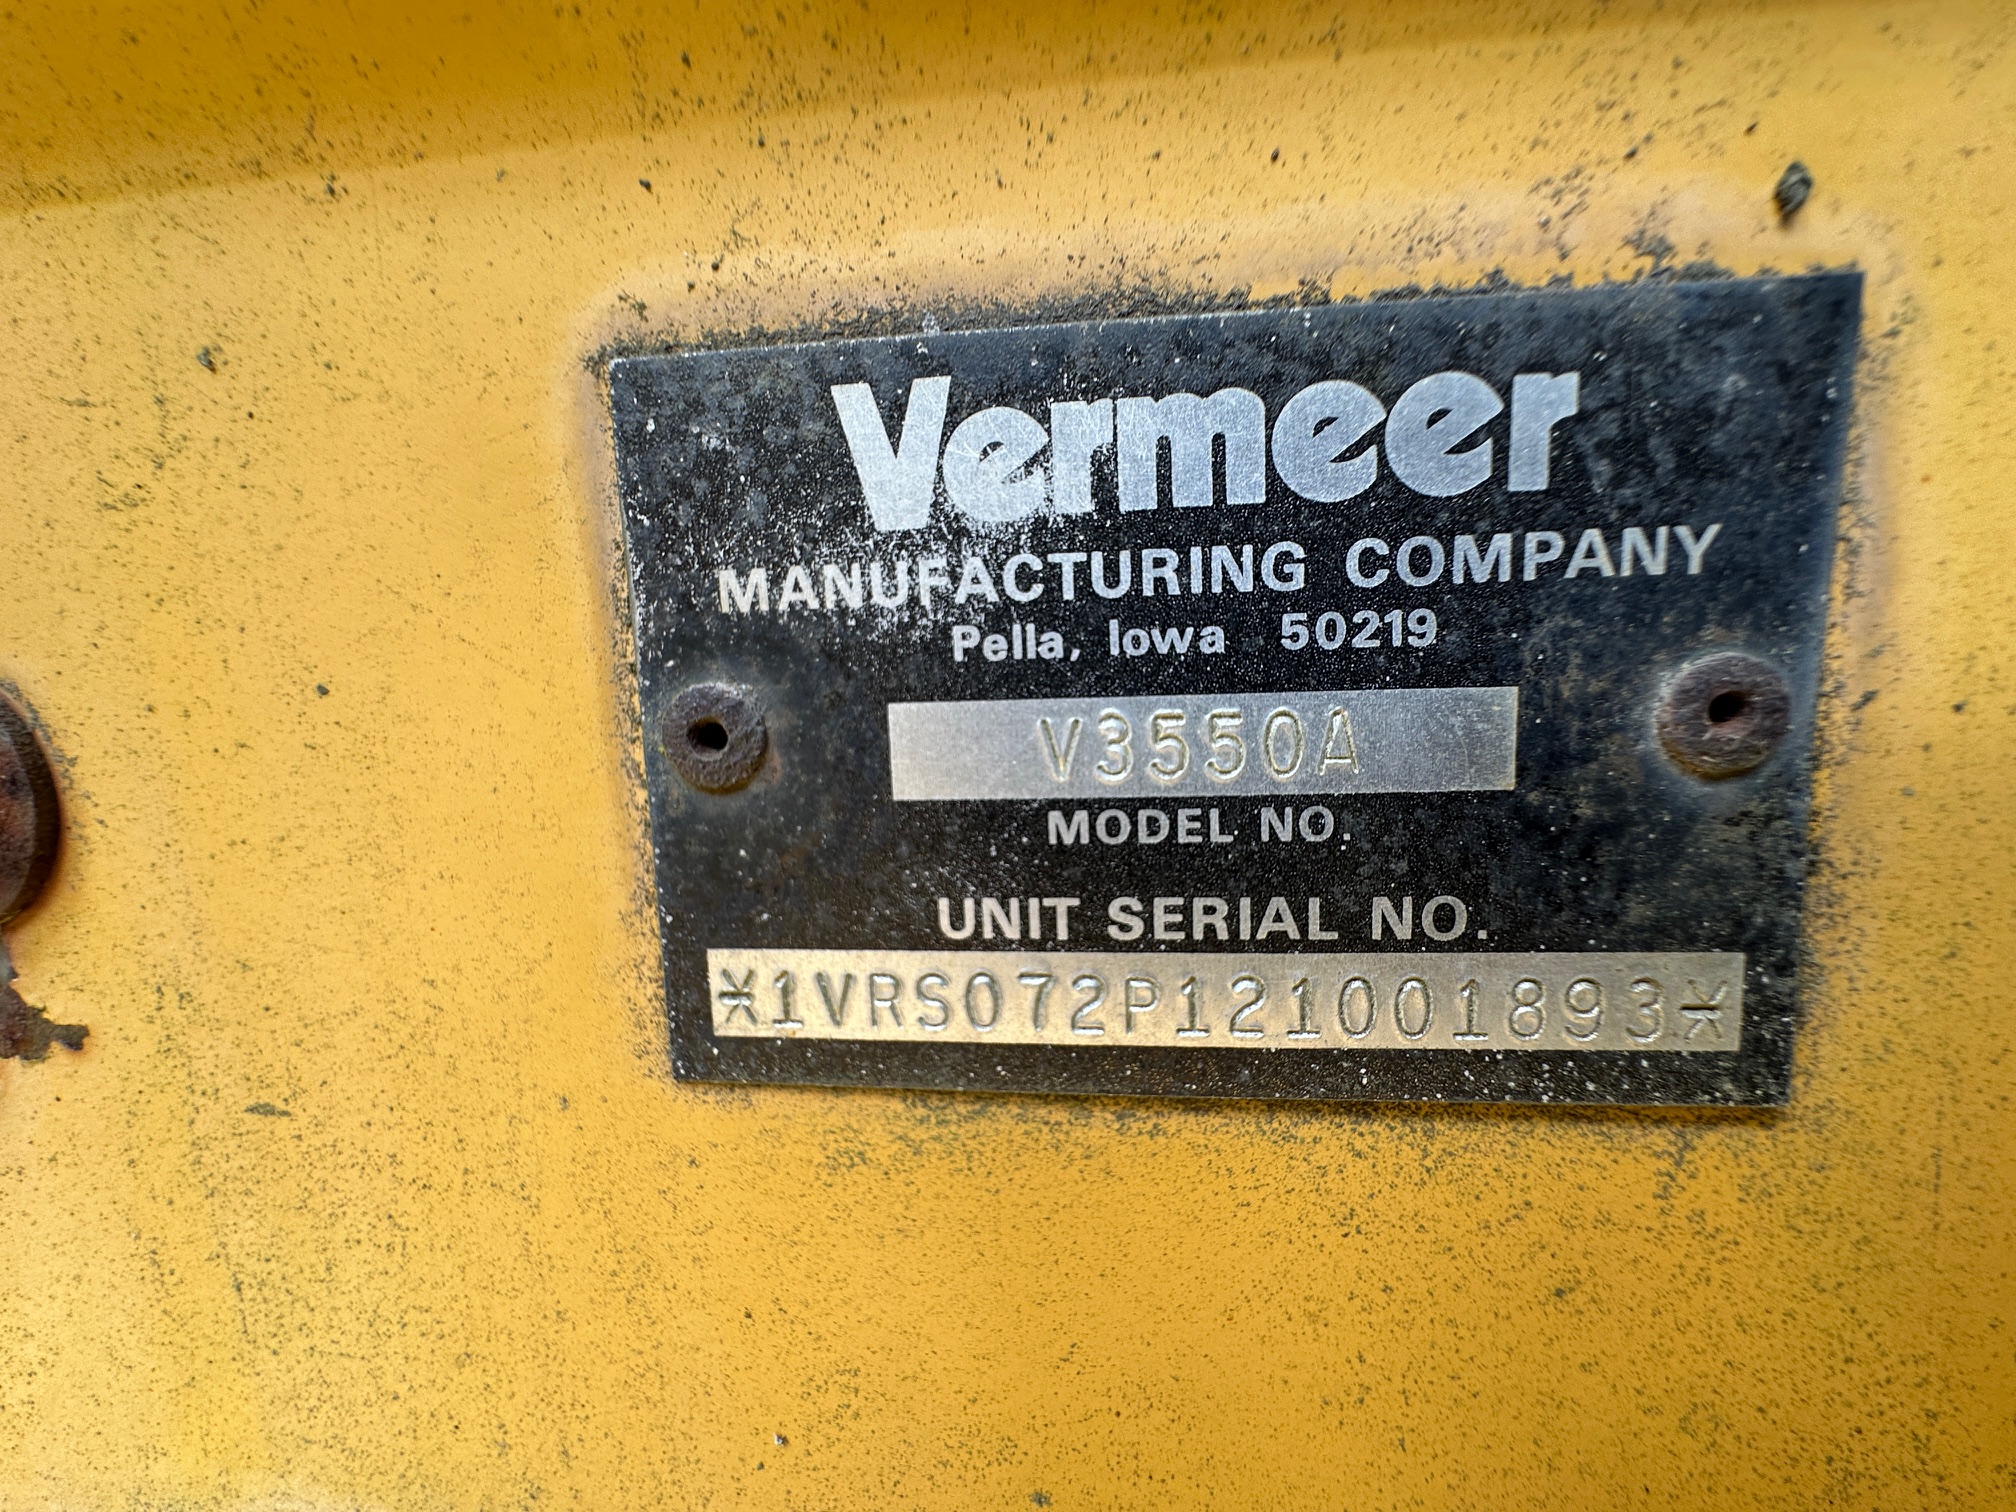 Vermeer
MANUFACTURING COMPANY
Pella, Iowa 50219
V3550A
MODEL NO.
UNIT SERIAL NO.
*1VRS072P121001893*